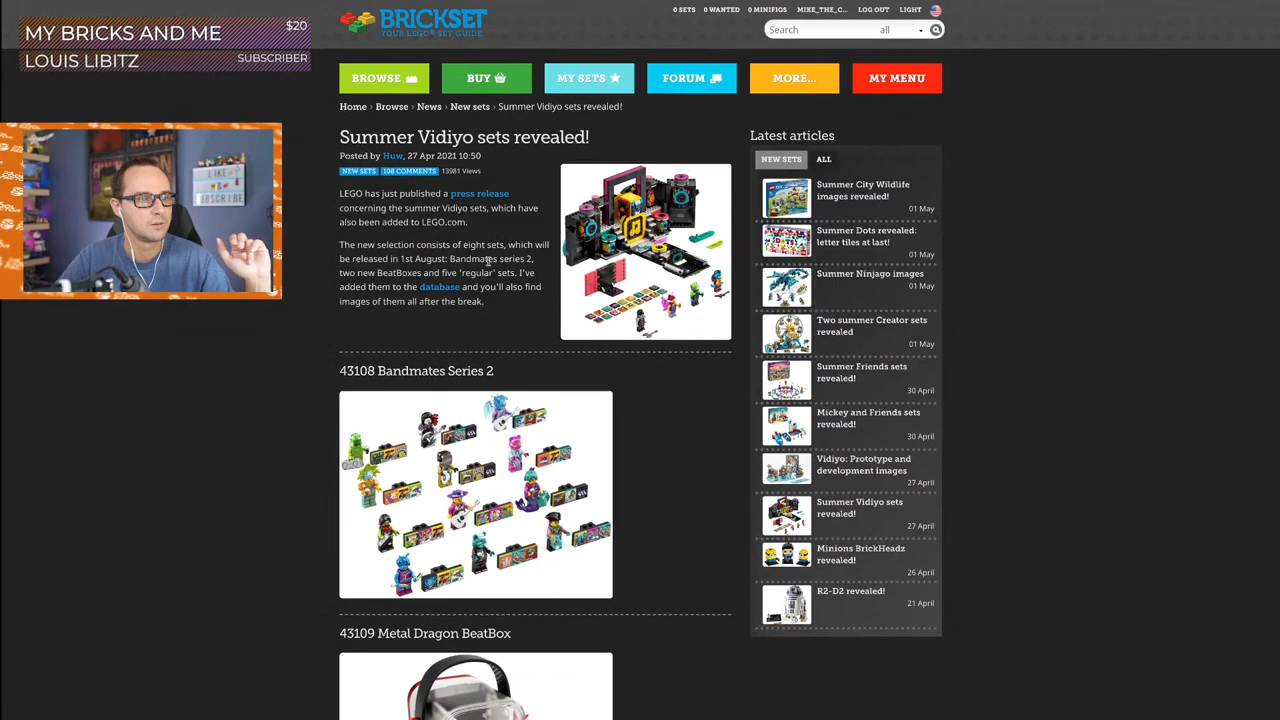 MY BRICKS AND ME
$20
LOUIS LIBITZ
SUBSCRIBER
LIKE
SUBSCRIBE
BRICKSET
YOUR LEGO® SET GUIDE
0 SETS
0 WANTED
0 MINIFIGS
MIKE_THE_C...
LOG OUT
LIGHT
Search
all
BROWSE
BUY
MY SETS
FORUM
MORE...
MY MENU
Home › Browse › News › New sets › Summer Vidiyo sets revealed!
Summer Vidiyo sets revealed!
Posted by Huw, 27 Apr 2021 10:50
NEW SETS
108 COMMENTS
13981 Views
LEGO has just published a press release
concerning the summer Vidiyo sets, which have
also been added to LEGO.com.
The new selection consists of eight sets, which will
be released in 1st August: Bandmates series 2,
two new BeatBoxes and five 'regular' sets. I've
added them to the database and you'll also find
images of them all after the break.
43108 Bandmates Series 2
43109 Metal Dragon BeatBox
Latest articles
NEW SETS
ALL
Summer City Wildlife
images revealed!
01 May
Summer Dots revealed:
letter tiles at last!
01 May
Summer Ninjago images
01 May
Two summer Creator sets
revealed
01 May
Summer Friends sets
revealed!
30 April
Mickey and Friends sets
revealed!
30 April
Vidiyo: Prototype and
development images
27 April
Summer Vidiyo sets
revealed!
27 April
Minions BrickHeadz
revealed!
26 April
R2-D2 revealed!
21 April